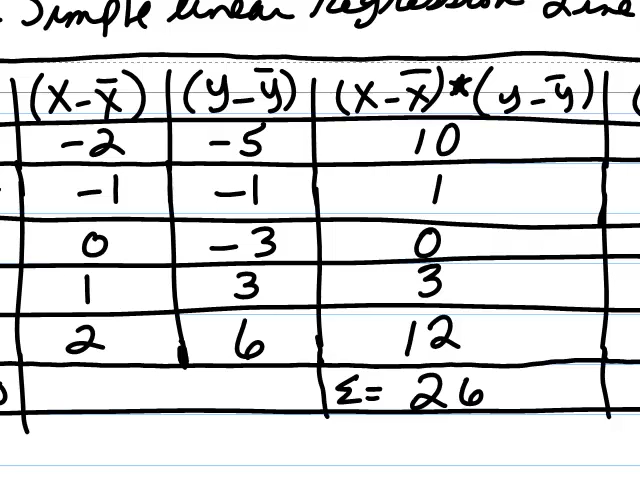 . Simple linear Regression Line
(x-x̄) (y-ȳ) (x-x̄)*(y-ȳ) (
-2 -5 10
-1 -1 1
0 -3 0
1 3 3
2 6 12
Σ= 26